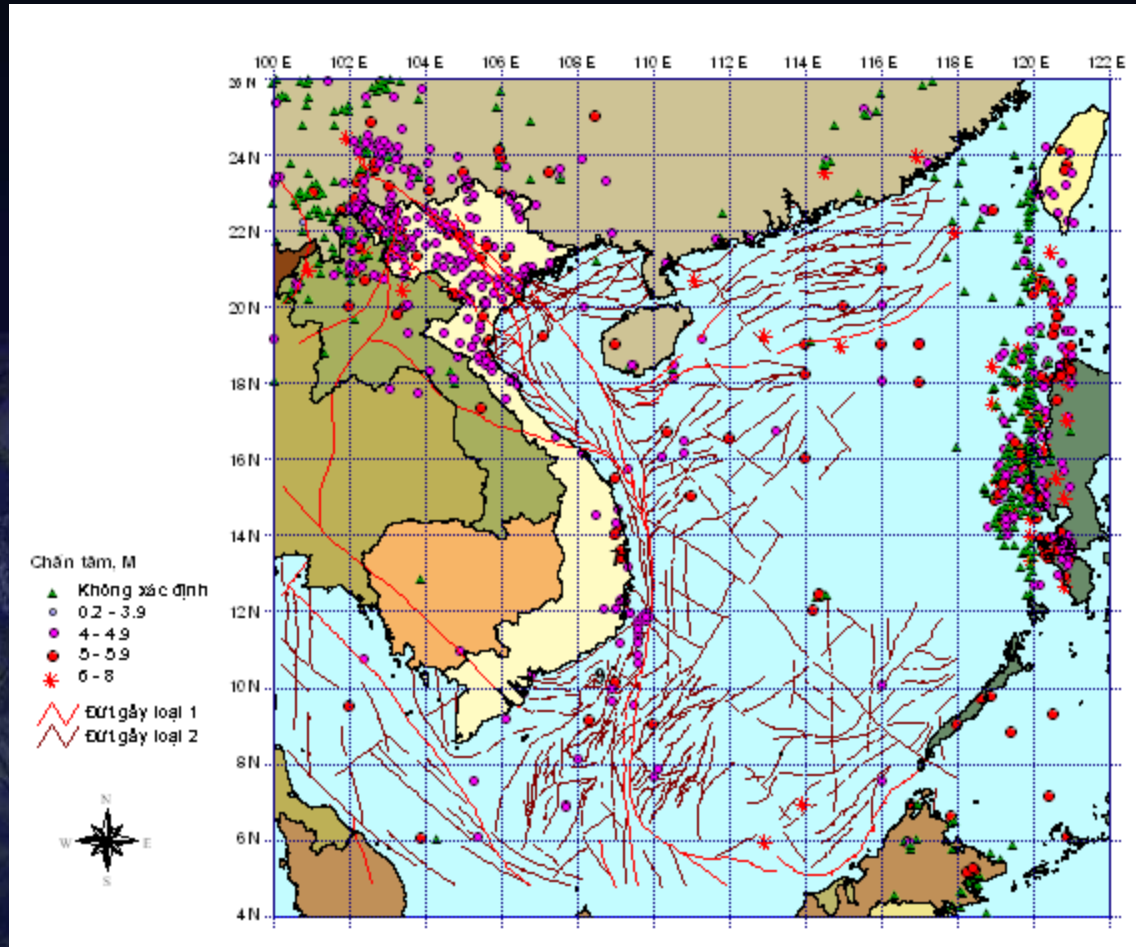 100 E 102 E 104 E 106 E 108 E 110 E 112 E 114 E 116 E 118 E 120 E 122 E
26 N
24 N
22 N
20 N
18 N
16 N
14 N
12 N
10 N
8 N
6 N
4 N
Chấn tâm, M
Không xác định
0.2 - 3.9
4 - 4.9
5 - 5.9
6 - 8
Đứt gãy loại 1
Đứt gãy loại 2
N
W E
S